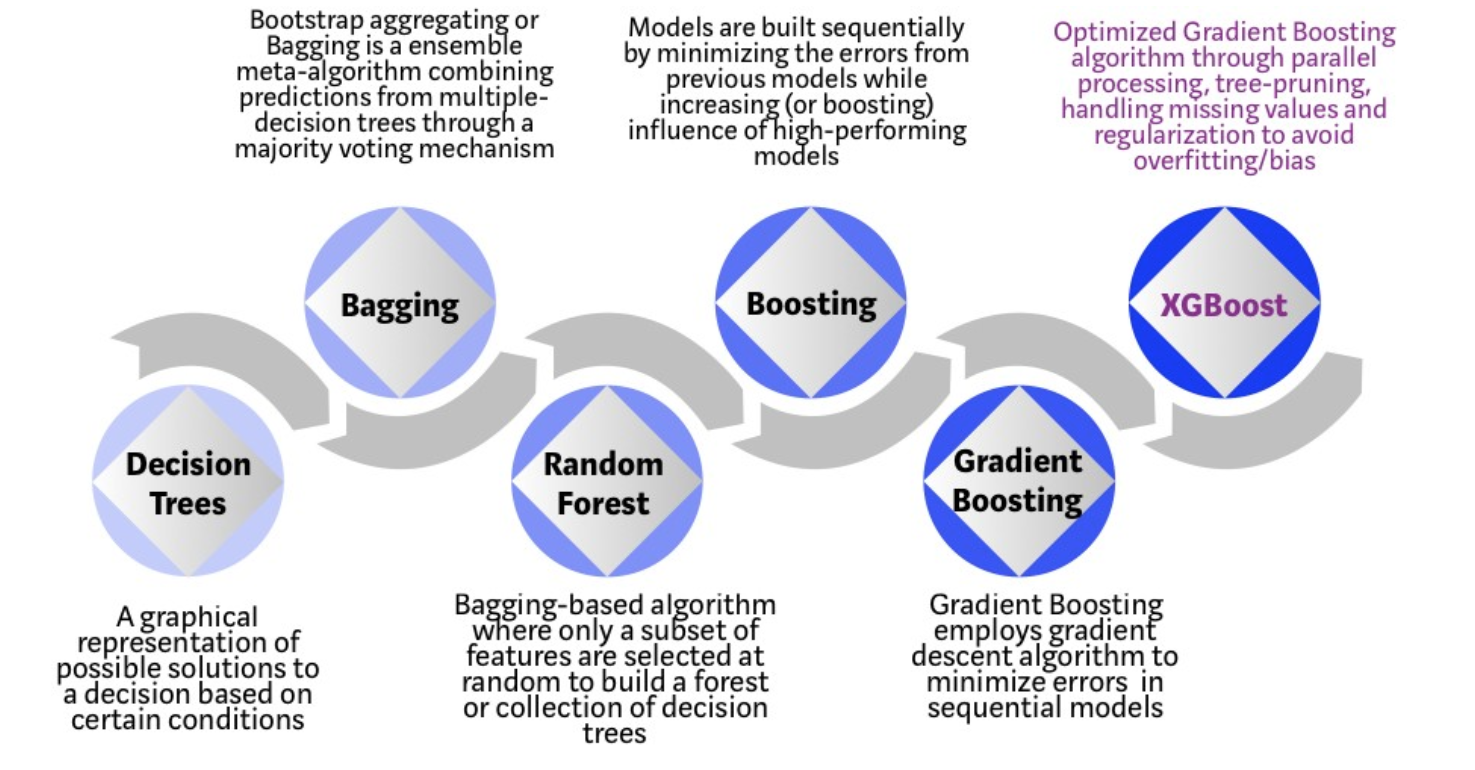 Bootstrap aggregating or
Bagging is a ensemble
meta-algorithm combining
predictions from multiple-
decision trees through a
majority voting mechanism
Models are built sequentially
by minimizing the errors from
previous models while
increasing (or boosting)
influence of high-performing
models
Optimized Gradient Boosting
algorithm through parallel
processing, tree-pruning,
handling missing values and
regularization to avoid
overfitting/bias
Bagging
Boosting
XGBoost
Decision
Trees
Random
Forest
Gradient
Boosting
A graphical
representation of
possible solutions to
a decision based on
certain conditions
Bagging-based algorithm
where only a subset of
features are selected at
random to build a forest
or collection of decision
trees
Gradient Boosting
employs gradient
descent algorithm to
minimize errors in
sequential models